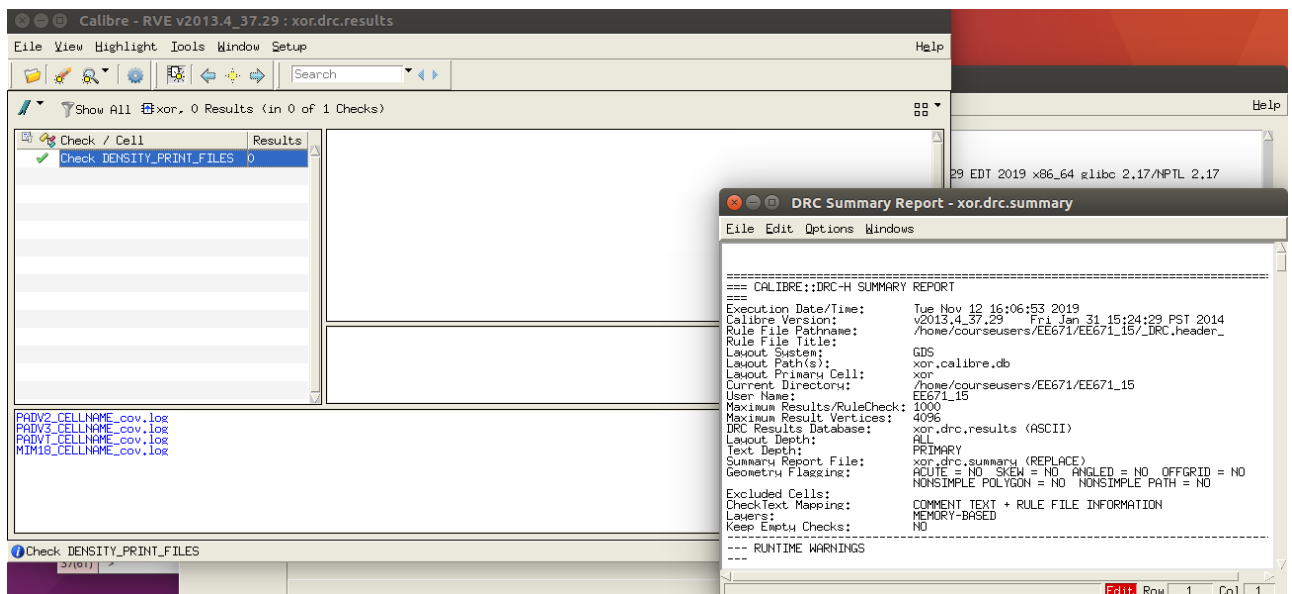 Calibre - RVE v2013.4_37.29 : xor.drc.results
File View Highlight Tools Window Setup Help
Search
Show All xor, 0 Results (in 0 of 1 Checks)
Check / Cell Results
Check DENSITY_PRINT_FILES 0
PADV2_CELLNAME_cov.log
PADV3_CELLNAME_cov.log
PADVT_CELLNAME_cov.log
MIM18_CELLNAME_cov.log
Check DENSITY_PRINT_FILES
37(61) >
Help
29 EDT 2019 x86_64 glibc 2.17/NPTL 2.17
DRC Summary Report - xor.drc.summary
File Edit Options Windows
==================================================================================
=== CALIBRE::DRC-H SUMMARY REPORT
===
Execution Date/Time: Tue Nov 12 16:06:53 2019
Calibre Version: v2013.4_37.29 Fri Jan 31 15:24:29 PST 2014
Rule File Pathname: /home/courseusers/EE671/EE671_15/_DRC.header_
Rule File Title:
Layout System: GDS
Layout Path(s): xor.calibre.db
Layout Primary Cell: xor
Current Directory: /home/courseusers/EE671/EE671_15
User Name: EE671_15
Maximum Results/RuleCheck: 1000
Maximum Result Vertices: 4096
DRC Results Database: xor.drc.results (ASCII)
Layout Depth: ALL
Text Depth: PRIMARY
Summary Report File: xor.drc.summary (REPLACE)
Geometry Flagging: ACUTE = NO SKEW = NO ANGLED = NO OFFGRID = NO
NONSIMPLE POLYGON = NO NONSIMPLE PATH = NO
Excluded Cells:
CheckText Mapping: COMMENT TEXT + RULE FILE INFORMATION
Layers: MEMORY-BASED
Keep Empty Checks: NO
----------------------------------------------------------------------------------
--- RUNTIME WARNINGS
---
Edit Row 1 Col 1